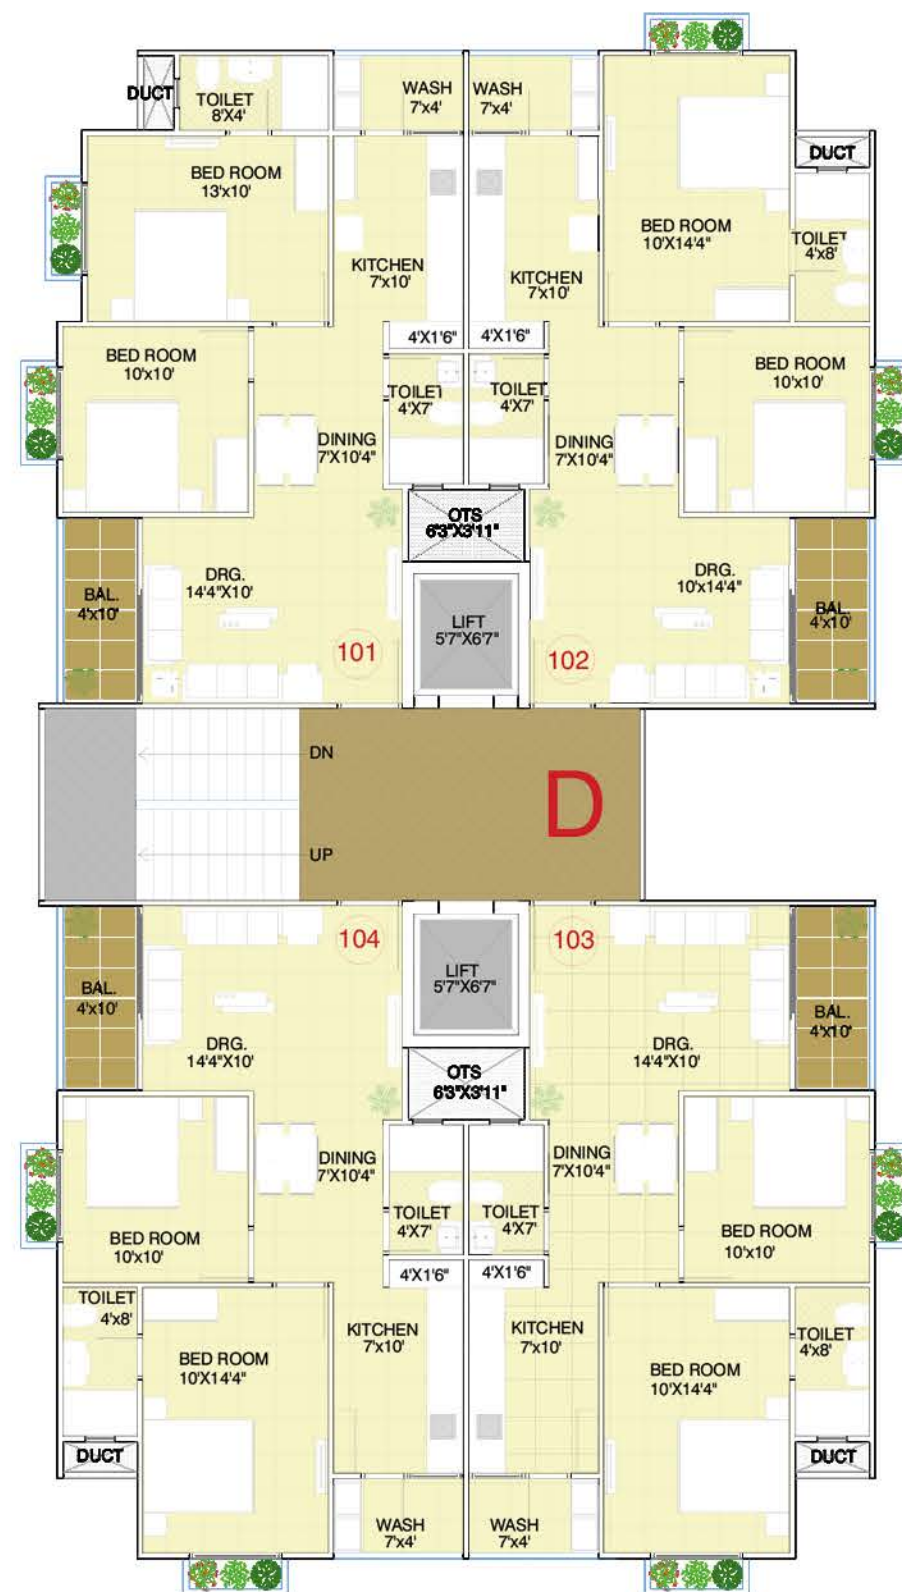 DUCT
TOILET
8'X4'
WASH
7'x4'
WASH
7'x4'
BED ROOM
13'x10'
DUCT
BED ROOM
10'X14'4"
TOILET
4'x8'
KITCHEN
7'x10'
KITCHEN
7'x10'
4'X1'6"
4'X1'6"
BED ROOM
10'x10'
BED ROOM
10'x10'
TOILET
4'X7'
TOILET
4'X7'
DINING
7'X10'4"
DINING
7'X10'4"
OTS
6'3"X3'11"
DRG.
14'4"X10'
DRG.
10'x14'4"
BAL.
4'x10'
BAL.
4'x10'
LIFT
5'7"X6'7"
101
102
DN
D
UP
104
103
LIFT
5'7"X6'7"
BAL.
4'x10'
BAL.
4'x10'
DRG.
14'4"X10'
DRG.
14'4"X10'
OTS
6'3"X3'11"
DINING
7'X10'4"
DINING
7'X10'4"
TOILET
4'X7'
TOILET
4'X7'
BED ROOM
10'x10'
BED ROOM
10'x10'
4'X1'6"
4'X1'6"
TOILET
4'x8'
KITCHEN
7'x10'
KITCHEN
7'x10'
TOILET
4'x8'
BED ROOM
10'X14'4"
BED ROOM
10'X14'4"
DUCT
DUCT
WASH
7'x4'
WASH
7'x4'